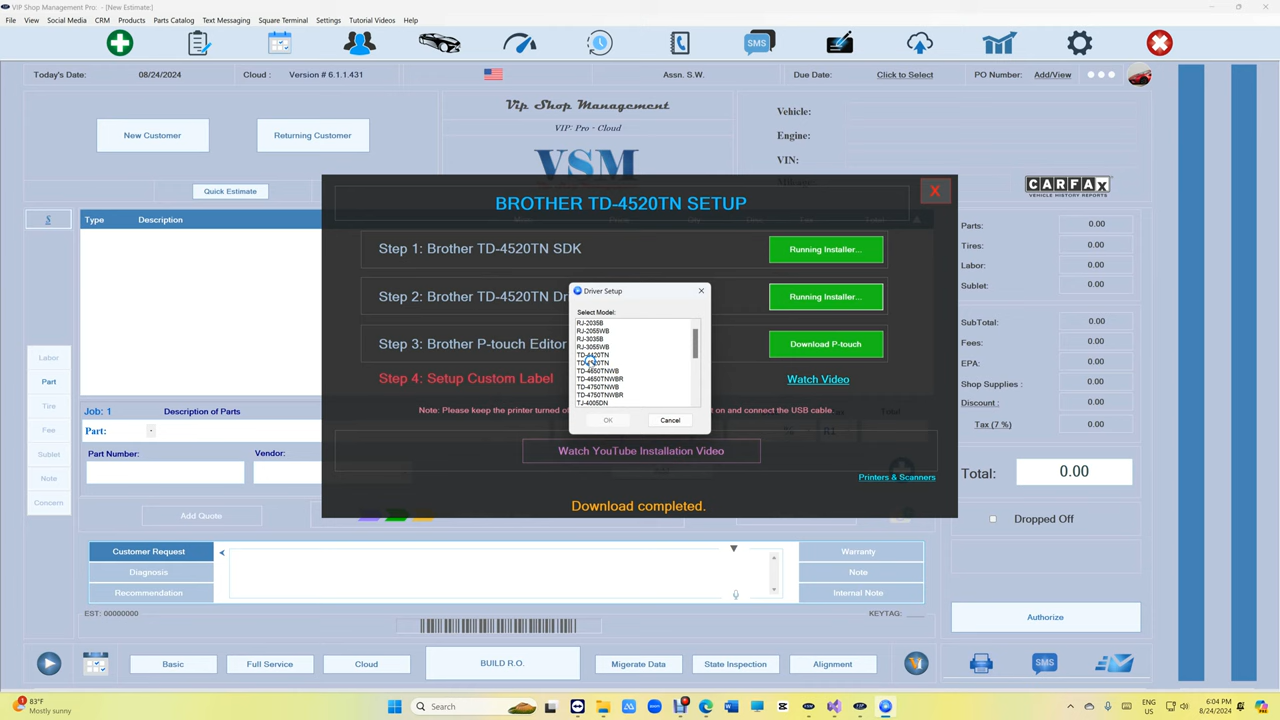 VIP Shop Management Pro: - [New Estimate:]
File View Social Media CRM Products Parts Catalog Text Messaging Square Terminal Settings Tutorial Videos Help
SMS
Today's Date: 08/24/2024 Cloud : Version # 6.1.1.431 Assn. S.W. Due Date: Click to Select PO Number: Add/View
New Customer
Returning Customer
Quick Estimate
Vip Shop Management
VIP: Pro - Cloud
VSM
Vehicle:
Engine:
VIN:
CARFAX
VEHICLE HISTORY REPORTS
S
Type Description
BROTHER TD-4520TN SETUP
X
Step 1: Brother TD-4520TN SDK
Running Installer...
Step 2: Brother TD-4520TN
Running Installer...
Step 3: Brother P-touch Editor
Download P-touch
Step 4: Setup Custom Label
Watch Video
Note: Please keep the printer turned on and connect the USB cable.
Watch YouTube Installation Video
Printers & Scanners
Download completed.
Driver Setup
Select Model:
RJ-2035B
RJ-2055WB
RJ-3035B
RJ-3055WB
TD-4420TN
TD-4650TNWB
TD-4650TNWBR
TD-4750TNWB
TD-4750TNWBR
TJ-4005DN
OK Cancel
Parts: 0.00
Tires: 0.00
Labor: 0.00
Sublet: 0.00
SubTotal: 0.00
Fees: 0.00
EPA: 0.00
Shop Supplies : 0.00
Discount : 0.00
Tax (7 %) 0.00
Total: 0.00
Dropped Off
Authorize
Labor
Part
Tire
Fee
Sublet
Note
Concern
Job: 1 Description of Parts
Part:
Part Number: Vendor:
Add Quote
Customer Request
Diagnosis
Recommendation
Warranty
Note
Internal Note
EST: 00000000
KEYTAG:
Basic Full Service Cloud BUILD R.O. Migerate Data State Inspection Alignment
SMS
83°F
Mostly sunny
Search
ENG
US
6:04 PM
8/24/2024